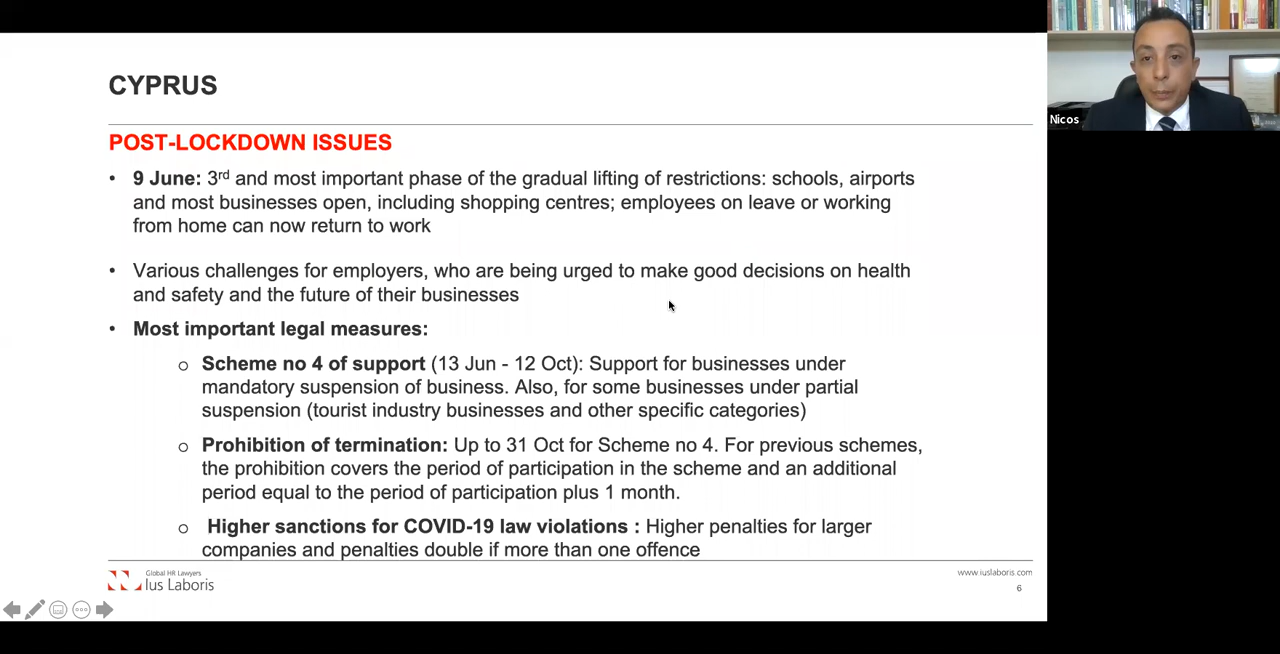 CYPRUS
POST-LOCKDOWN ISSUES
• 9 June: 3rd and most important phase of the gradual lifting of restrictions: schools, airports
and most businesses open, including shopping centres; employees on leave or working
from home can now return to work
• Various challenges for employers, who are being urged to make good decisions on health
and safety and the future of their businesses
• Most important legal measures:
o Scheme no 4 of support (13 Jun - 12 Oct): Support for businesses under
mandatory suspension of business. Also, for some businesses under partial
suspension (tourist industry businesses and other specific categories)
o Prohibition of termination: Up to 31 Oct for Scheme no 4. For previous schemes,
the prohibition covers the period of participation in the scheme and an additional
period equal to the period of participation plus 1 month.
o Higher sanctions for COVID-19 law violations : Higher penalties for larger
companies and penalties double if more than one offence
Global HR Lawyers
Ius Laboris
www.iuslaboris.com
6
Nicos